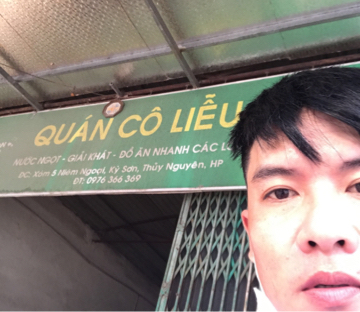 QUÁN CÔ LIỄU
NƯỚC NGỌT - GIẢI KHÁT - ĐỒ ĂN NHANH CÁC
ĐC: Xóm 5 Niêm Ngoại, Kỳ Sơn, Thủy Nguyên, HP
ĐT: 0976 366 369